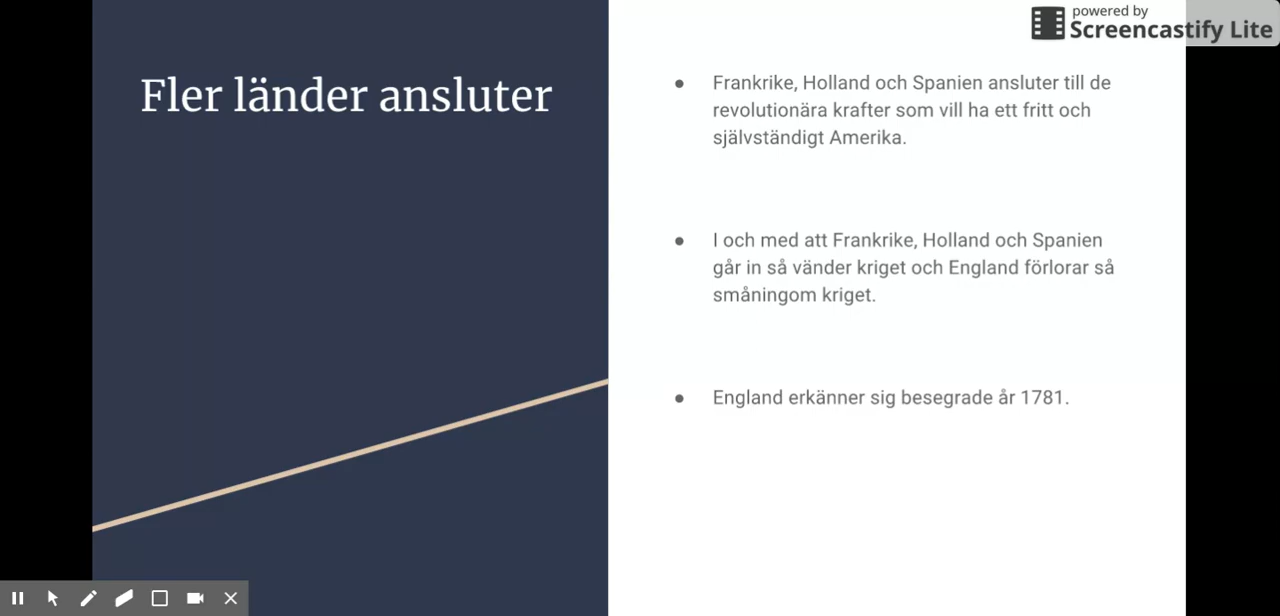 powered by
Screencastify Lite
Fler länder ansluter
● Frankrike, Holland och Spanien ansluter till de
revolutionära krafter som vill ha ett fritt och
självständigt Amerika.
● I och med att Frankrike, Holland och Spanien
går in så vänder kriget och England förlorar så
småningom kriget.
● England erkänner sig besegrade år 1781.